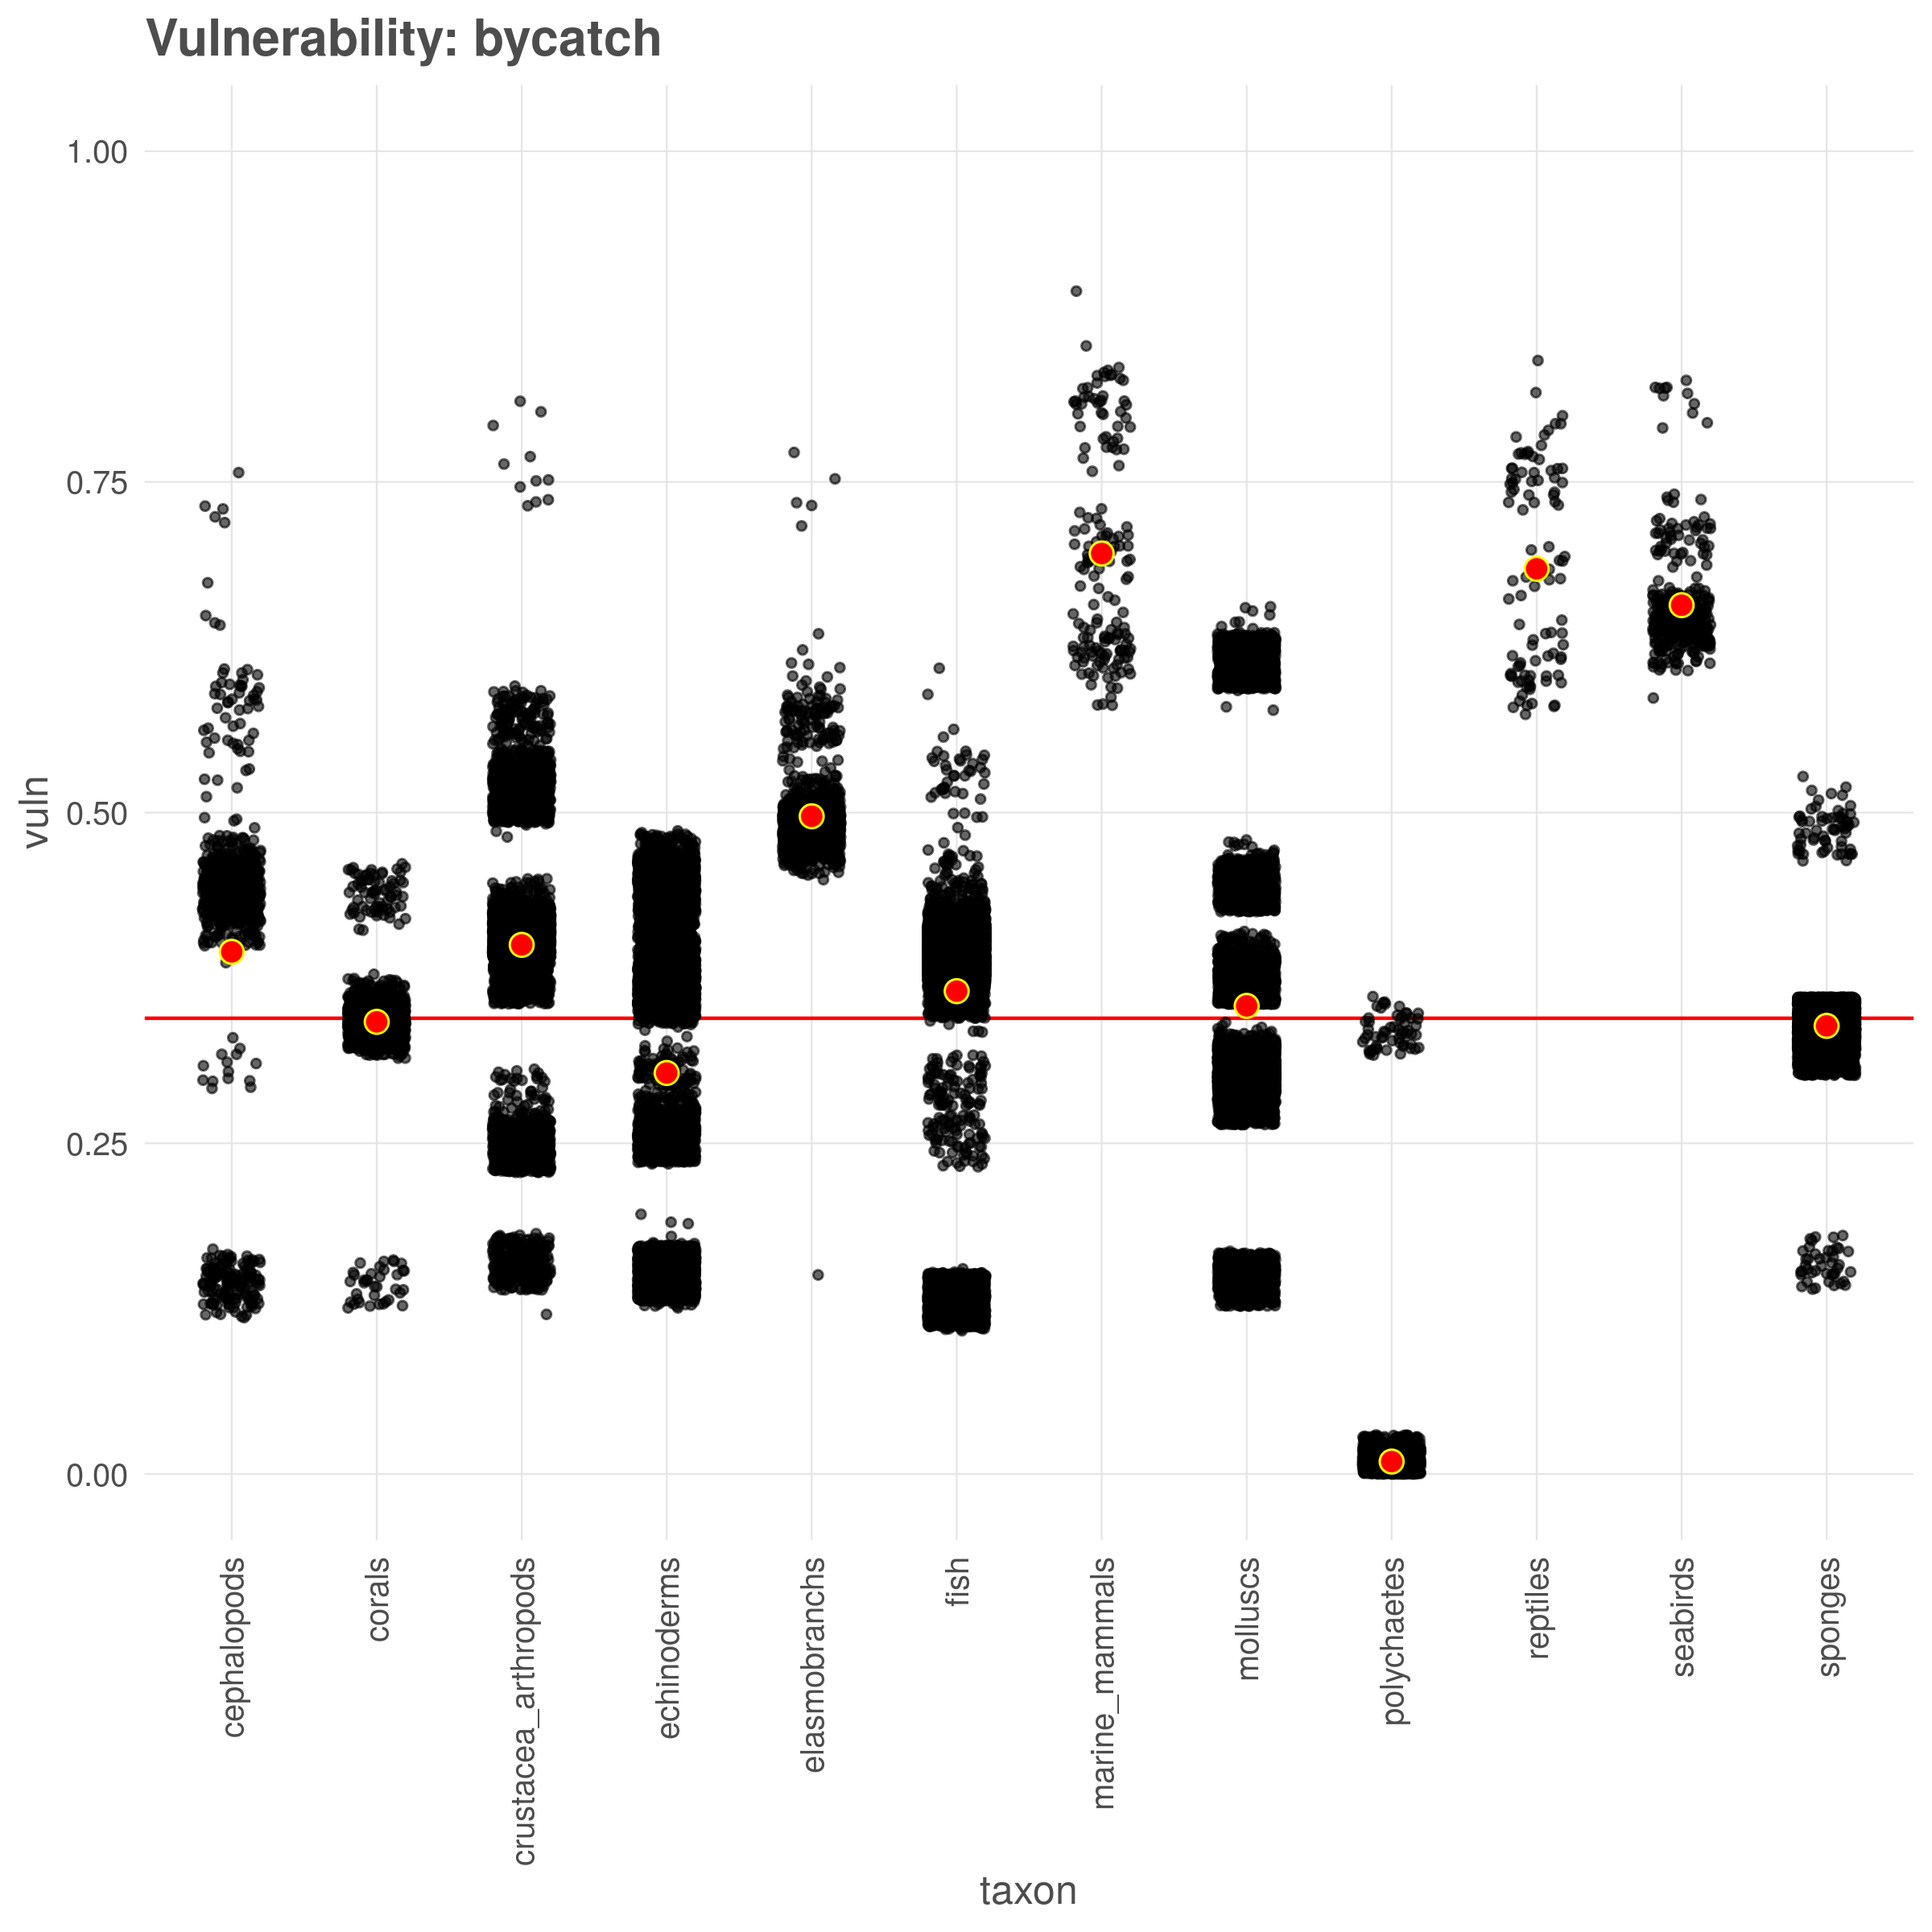 Vulnerability: bycatch
vuln
1.00
0.75
0.50
0.25
0.00
cephalopods
corals
crustacea_arthropods
echinoderms
elasmobranchs
fish
marine_mammals
molluscs
polychaetes
reptiles
seabirds
sponges
taxon